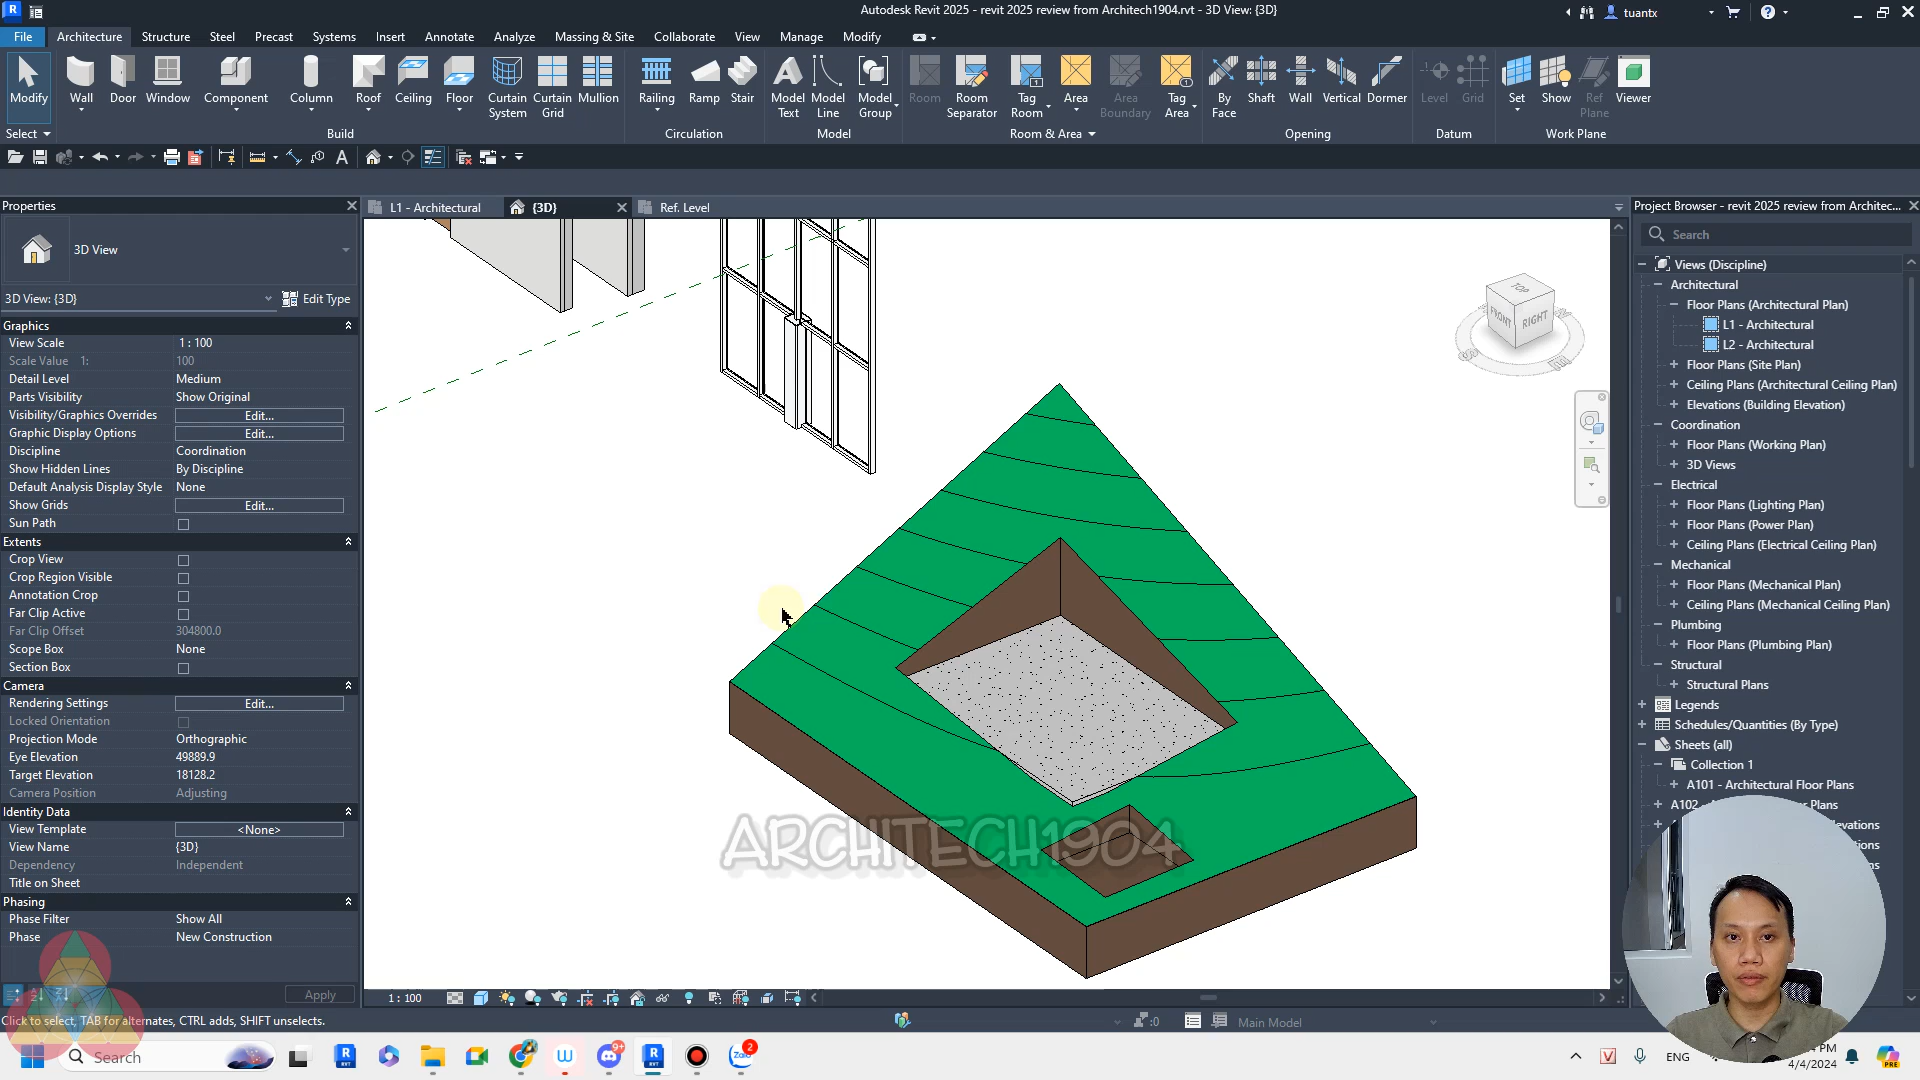 Autodesk Revit 2025 - revit 2025 review from Architech1904.rvt - 3D View: {3D}
tuantx
File Architecture Structure Steel Precast Systems Insert Annotate Analyze Massing & Site Collaborate View Manage Modify
Modify Wall Door Window Component Column Roof Ceiling Floor Curtain System Curtain Grid Mullion Railing Ramp Stair Model Text Model Line Model Group Room Room Separator Tag Room Area Area Boundary Tag Area By Face Shaft Wall Vertical Dormer Level Grid Set Show Ref Plane Viewer
Select Build Circulation Model Room & Area Opening Datum Work Plane
Properties
L1 - Architectural {3D} Ref. Level
Project Browser - revit 2025 review from Architec...
3D View
Search
3D View: {3D} Edit Type
Graphics
View Scale 1 : 100
Scale Value 1: 100
Detail Level Medium
Parts Visibility Show Original
Visibility/Graphics Overrides Edit...
Graphic Display Options Edit...
Discipline Coordination
Show Hidden Lines By Discipline
Default Analysis Display Style None
Show Grids Edit...
Sun Path
Extents
Crop View
Crop Region Visible
Annotation Crop
Far Clip Active
Far Clip Offset 304800.0
Scope Box None
Section Box
Camera
Rendering Settings Edit...
Locked Orientation
Projection Mode Orthographic
Eye Elevation 49889.9
Target Elevation 18128.2
Camera Position Adjusting
Identity Data
View Template <None>
View Name {3D}
Dependency Independent
Title on Sheet
Phasing
Phase Filter Show All
Phase New Construction
Apply
TOP
FRONT RIGHT
ARCHITECH1904
Views (Discipline)
Architectural
Floor Plans (Architectural Plan)
L1 - Architectural
L2 - Architectural
Floor Plans (Site Plan)
Ceiling Plans (Architectural Ceiling Plan)
Elevations (Building Elevation)
Coordination
Floor Plans (Working Plan)
3D Views
Electrical
Floor Plans (Lighting Plan)
Floor Plans (Power Plan)
Ceiling Plans (Electrical Ceiling Plan)
Mechanical
Floor Plans (Mechanical Plan)
Ceiling Plans (Mechanical Ceiling Plan)
Plumbing
Floor Plans (Plumbing Plan)
Structural
Structural Plans
Legends
Schedules/Quantities (By Type)
Sheets (all)
Collection 1
A101 - Architectural Floor Plans
A102 Plans
1 : 100
Click to select, TAB for alternates, CTRL adds, SHIFT unselects.
:0 Main Model
Search
9+
Zalo 2
ENG
PM
4/4/2024
PRE